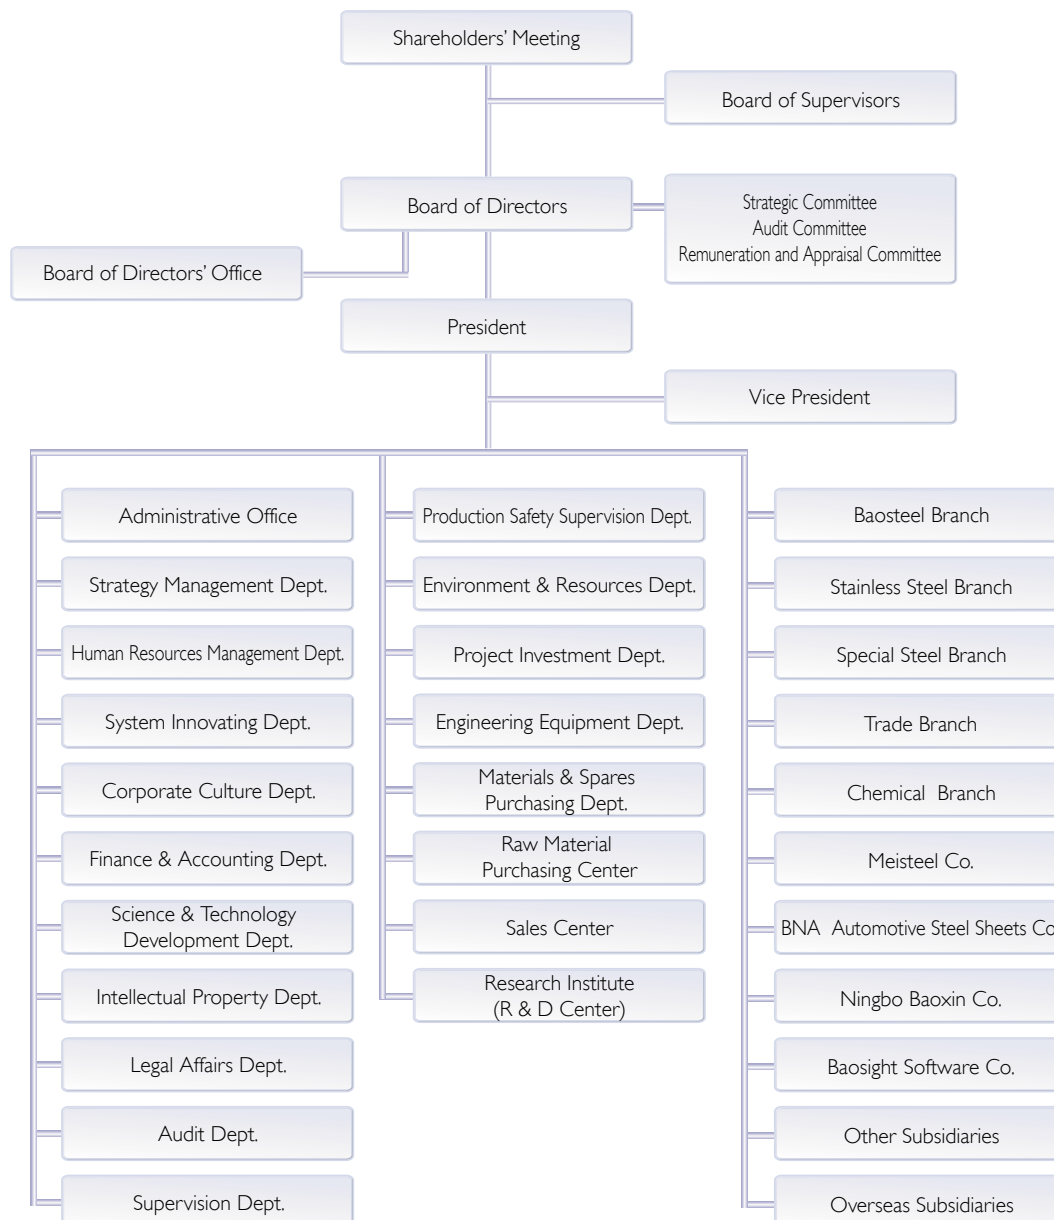 Shareholders' Meeting
Board of Supervisors
Board of Directors
Strategic Committee
Audit Committee
Remuneration and Appraisal Committee
Board of Directors' Office
President
Vice President
Administrative Office
Strategy Management Dept.
Human Resources Management Dept.
System Innovating Dept.
Corporate Culture Dept.
Finance & Accounting Dept.
Science & Technology
Development Dept.
Intellectual Property Dept.
Legal Affairs Dept.
Audit Dept.
Supervision Dept.
Production Safety Supervision Dept.
Environment & Resources Dept.
Project Investment Dept.
Engineering Equipment Dept.
Materials & Spares
Purchasing Dept.
Raw Material
Purchasing Center
Sales Center
Research Institute
(R & D Center)
Baosteel Branch
Stainless Steel Branch
Special Steel Branch
Trade Branch
Chemical Branch
Meisteel Co.
BNA Automotive Steel Sheets Co
Ningbo Baoxin Co.
Baosight Software Co.
Other Subsidiaries
Overseas Subsidiaries